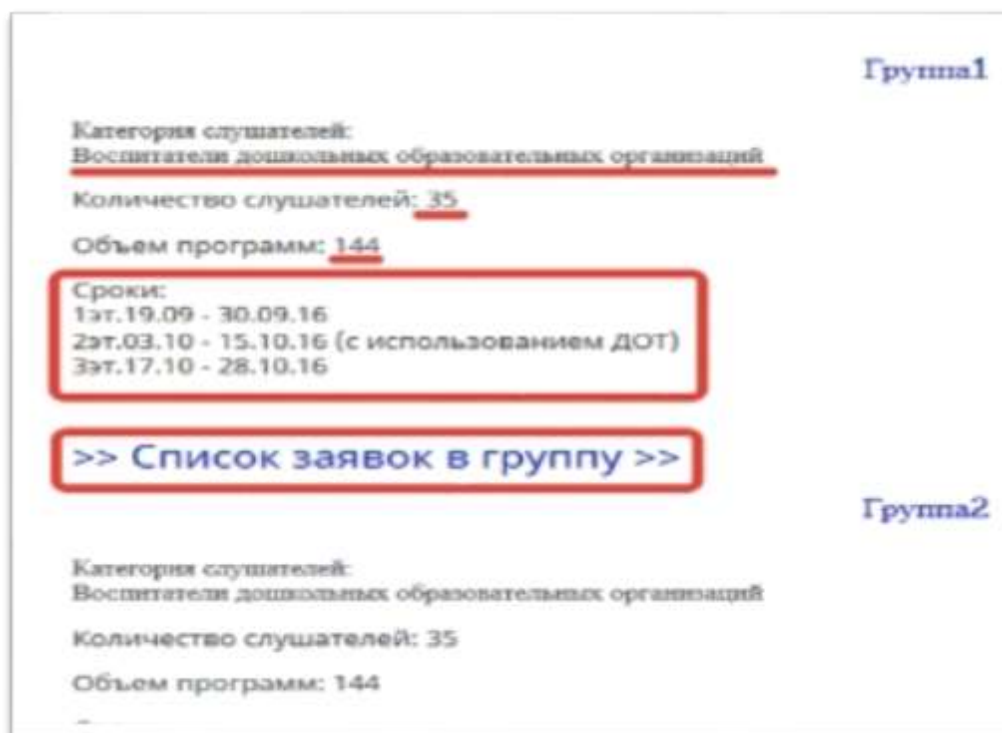 Группа1
Категория слушателей:
Воспитатели дошкольных образовательных организаций
Количество слушателей: 35
Объем программ: 144
Сроки:
1эт.19.09 - 30.09.16
2эт.03.10 - 15.10.16 (с использованием ДОТ)
3эт.17.10 - 28.10.16
>> Список заявок в группу >>
Группа2
Категория слушателей:
Воспитатели дошкольных образовательных организаций
Количество слушателей: 35
Объем программ: 144